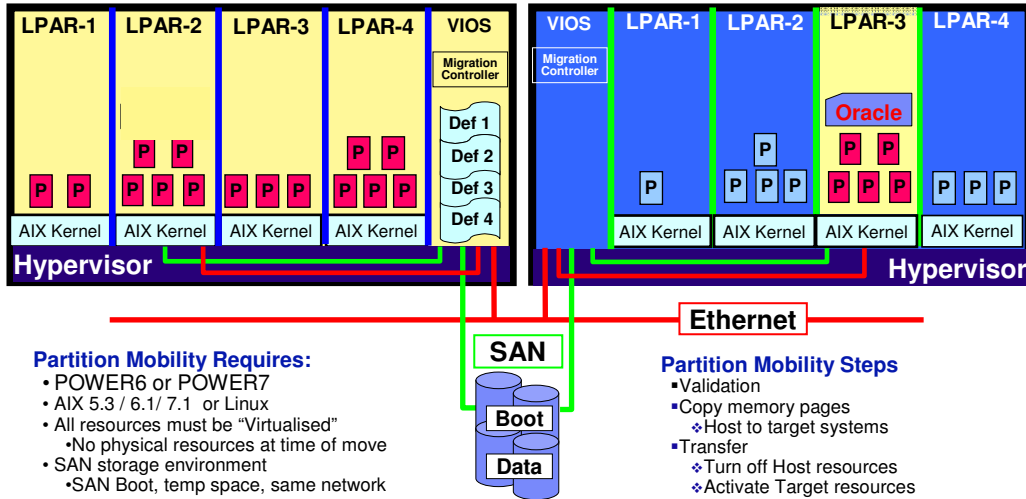 LPAR-1 LPAR-2 LPAR-3 LPAR-4 VIOS
Migration
Controller
Def 1
Def 2
Def 3
Def 4
P P
P P P P P
P P P
P P P P P
AIX Kernel AIX Kernel AIX Kernel AIX Kernel
Hypervisor
VIOS LPAR-1 LPAR-2 LPAR-3 LPAR-4
Migration
Controller
Oracle
P
P P P P
P P P P P
P P P
AIX Kernel AIX Kernel AIX Kernel AIX Kernel
Hypervisor
Ethernet
SAN
Boot
Data
Partition Mobility Requires:
• POWER6 or POWER7
• AIX 5.3 / 6.1/ 7.1 or Linux
• All resources must be “Virtualised”
•No physical resources at time of move
• SAN storage environment
•SAN Boot, temp space, same network
Partition Mobility Steps
▪Validation
▪Copy memory pages
❖Host to target systems
▪Transfer
❖Turn off Host resources
❖Activate Target resources